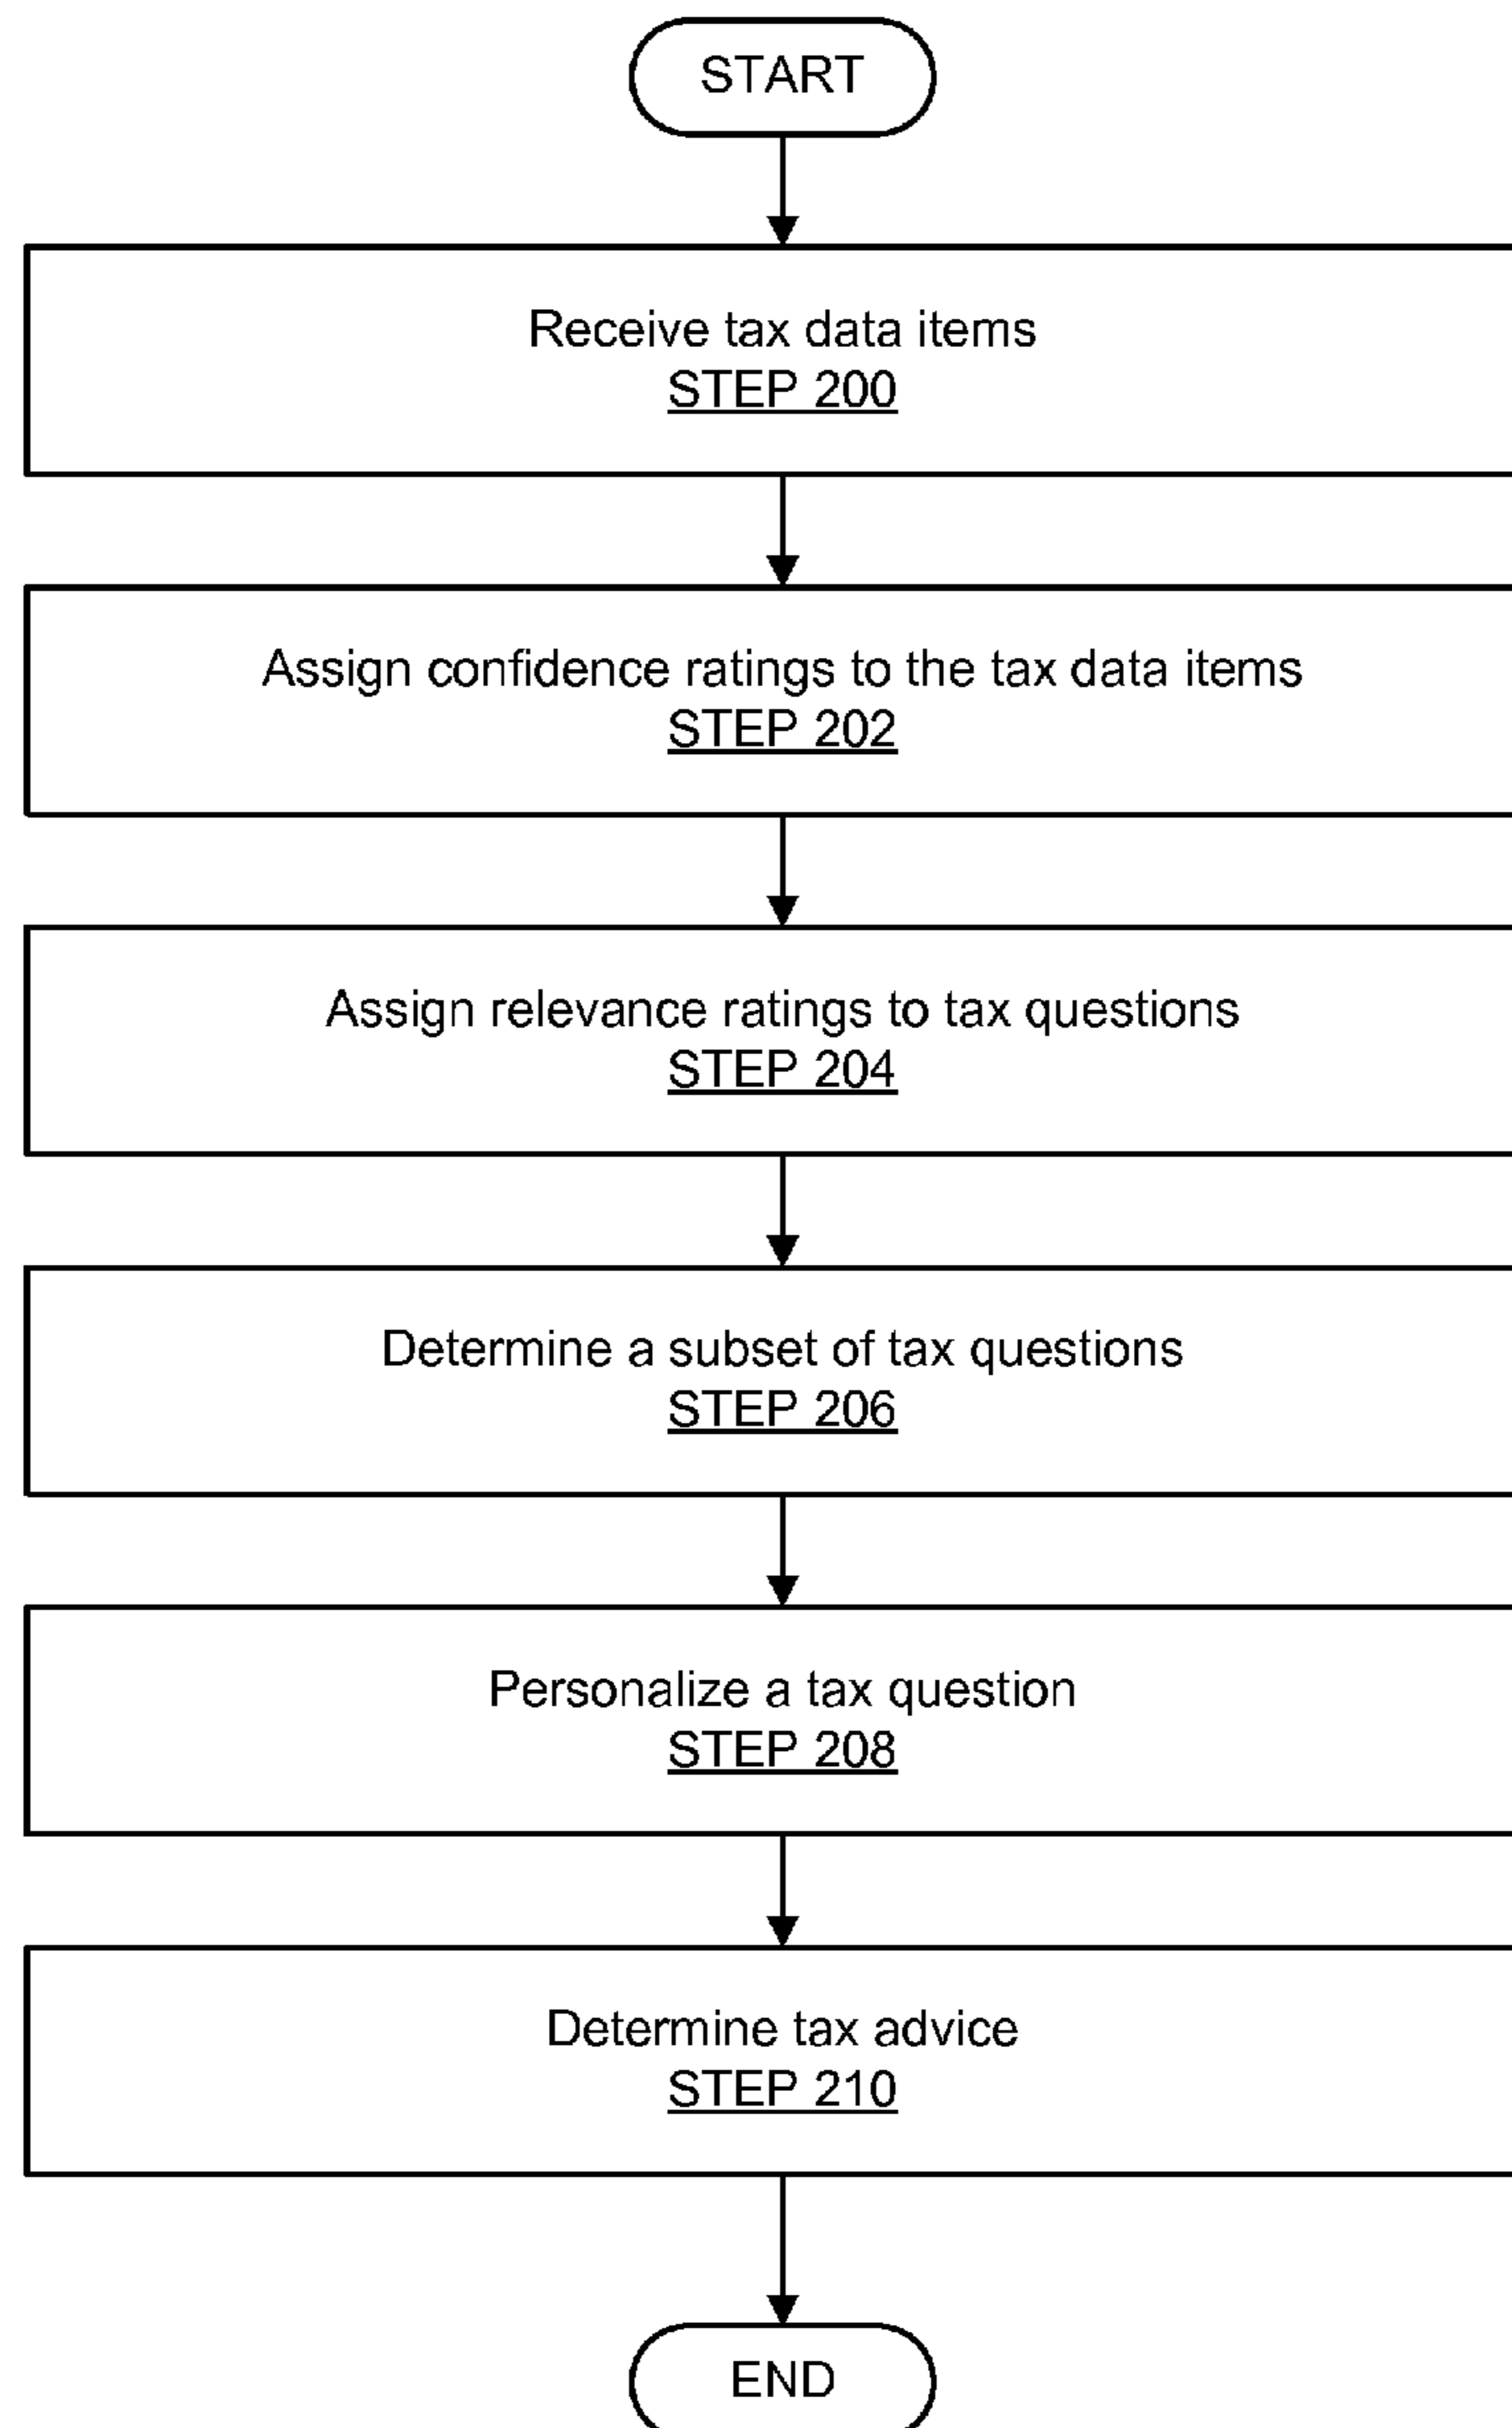 START
Receive tax data items
STEP 200
Assign confidence ratings to the tax data items
STEP 202
Assign relevance ratings to tax questions
STEP 204
Determine a subset of tax questions
STEP 206
Personalize a tax question
STEP 208
Determine tax advice
STEP 210
END